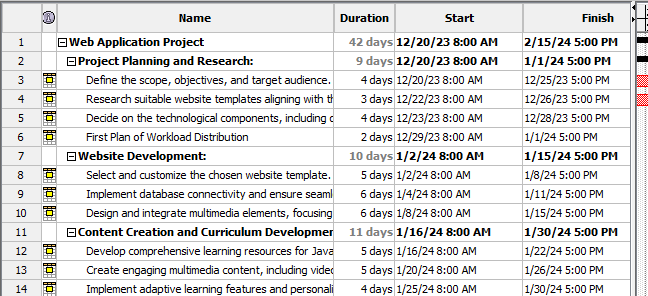 Name Duration Start Finish
1 Web Application Project 42 days 12/20/23 8:00 AM 2/15/24 5:00 PM
2 Project Planning and Research: 9 days 12/20/23 8:00 AM 1/1/24 5:00 PM
3 Define the scope, objectives, and target audience. 4 days 12/20/23 8:00 AM 12/25/23 5:00 PM
4 Research suitable website templates aligning with th 3 days 12/22/23 8:00 AM 12/26/23 5:00 PM
5 Decide on the technological components, including d 4 days 12/23/23 8:00 AM 12/28/23 5:00 PM
6 First Plan of Workload Distribution 2 days 12/29/23 8:00 AM 1/1/24 5:00 PM
7 Website Development: 10 days 1/2/24 8:00 AM 1/15/24 5:00 PM
8 Select and customize the chosen website template. 5 days 1/2/24 8:00 AM 1/8/24 5:00 PM
9 Implement database connectivity and ensure seaml 6 days 1/4/24 8:00 AM 1/11/24 5:00 PM
10 Design and integrate multimedia elements, focusing 6 days 1/8/24 8:00 AM 1/15/24 5:00 PM
11 Content Creation and Curriculum Developmen 11 days 1/16/24 8:00 AM 1/30/24 5:00 PM
12 Develop comprehensive learning resources for Java 5 days 1/16/24 8:00 AM 1/22/24 5:00 PM
13 Create engaging multimedia content, including video 5 days 1/20/24 8:00 AM 1/26/24 5:00 PM
14 Implement adaptive learning features and personali 4 days 1/25/24 8:00 AM 1/30/24 5:00 PM